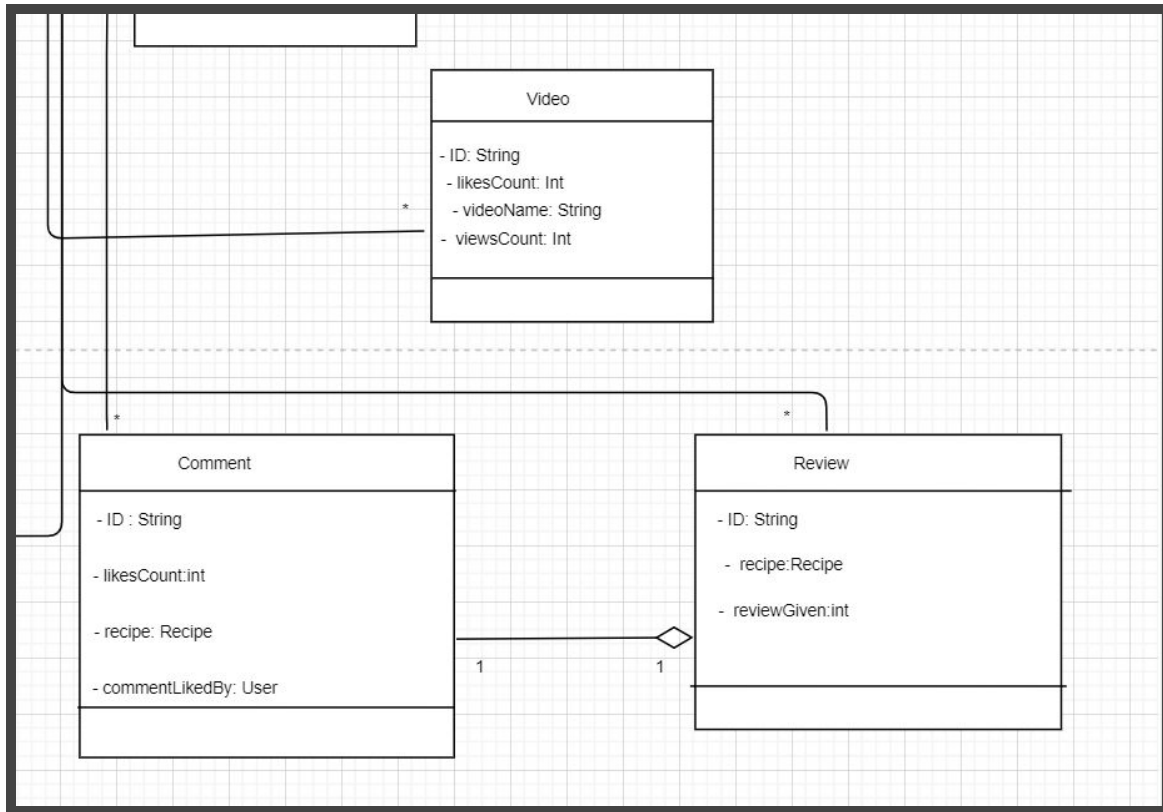 Video
- ID: String
- likesCount: Int
- videoName: String
- viewsCount: Int
*
*
*
Comment
- ID : String
- likesCount:int
- recipe: Recipe
- commentLikedBy: User
1
1
Review
- ID: String
- recipe:Recipe
- reviewGiven:int